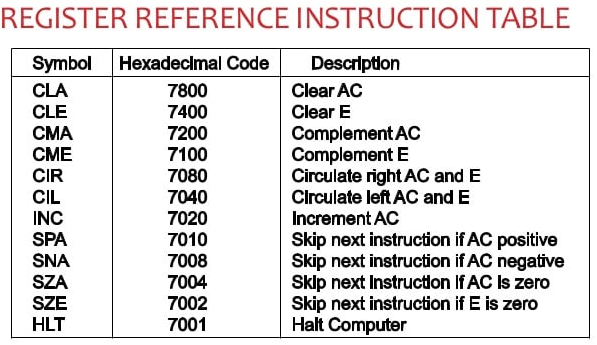 REGISTER REFERENCE INSTRUCTION TABLE
Symbol Hexadecimal Code Description
CLA 7800 Clear AC
CLE 7400 Clear E
CMA 7200 Complement AC
CME 7100 Complement E
CIR 7080 Circulate right AC and E
CIL 7040 Circulate left AC and E
INC 7020 Increment AC
SPA 7010 Skip next instruction if AC positive
SNA 7008 Skip next instruction if AC negative
SZA 7004 Skip next instruction if AC is zero
SZE 7002 Skip next instruction if E is zero
HLT 7001 Halt Computer